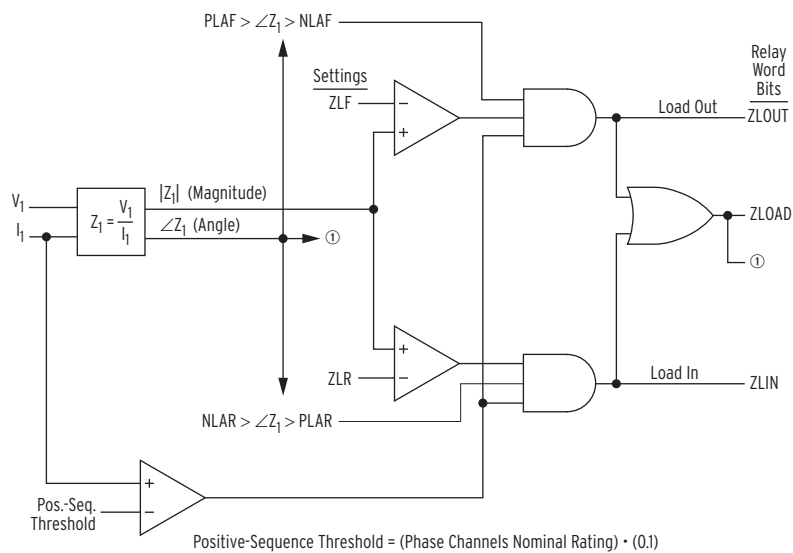 PLAF > ∠Z1 > NLAF
Relay
Word
Bits
Settings
ZLF
Load Out
ZLOUT
|Z1| (Magnitude)
V1
I1
Z1 = V1/I1
∠Z1 (Angle)
①
ZLOAD
①
ZLR
Load In
ZLIN
NLAR > ∠Z1 > PLAR
Pos.-Seq.
Threshold
Positive-Sequence Threshold = (Phase Channels Nominal Rating) • (0.1)